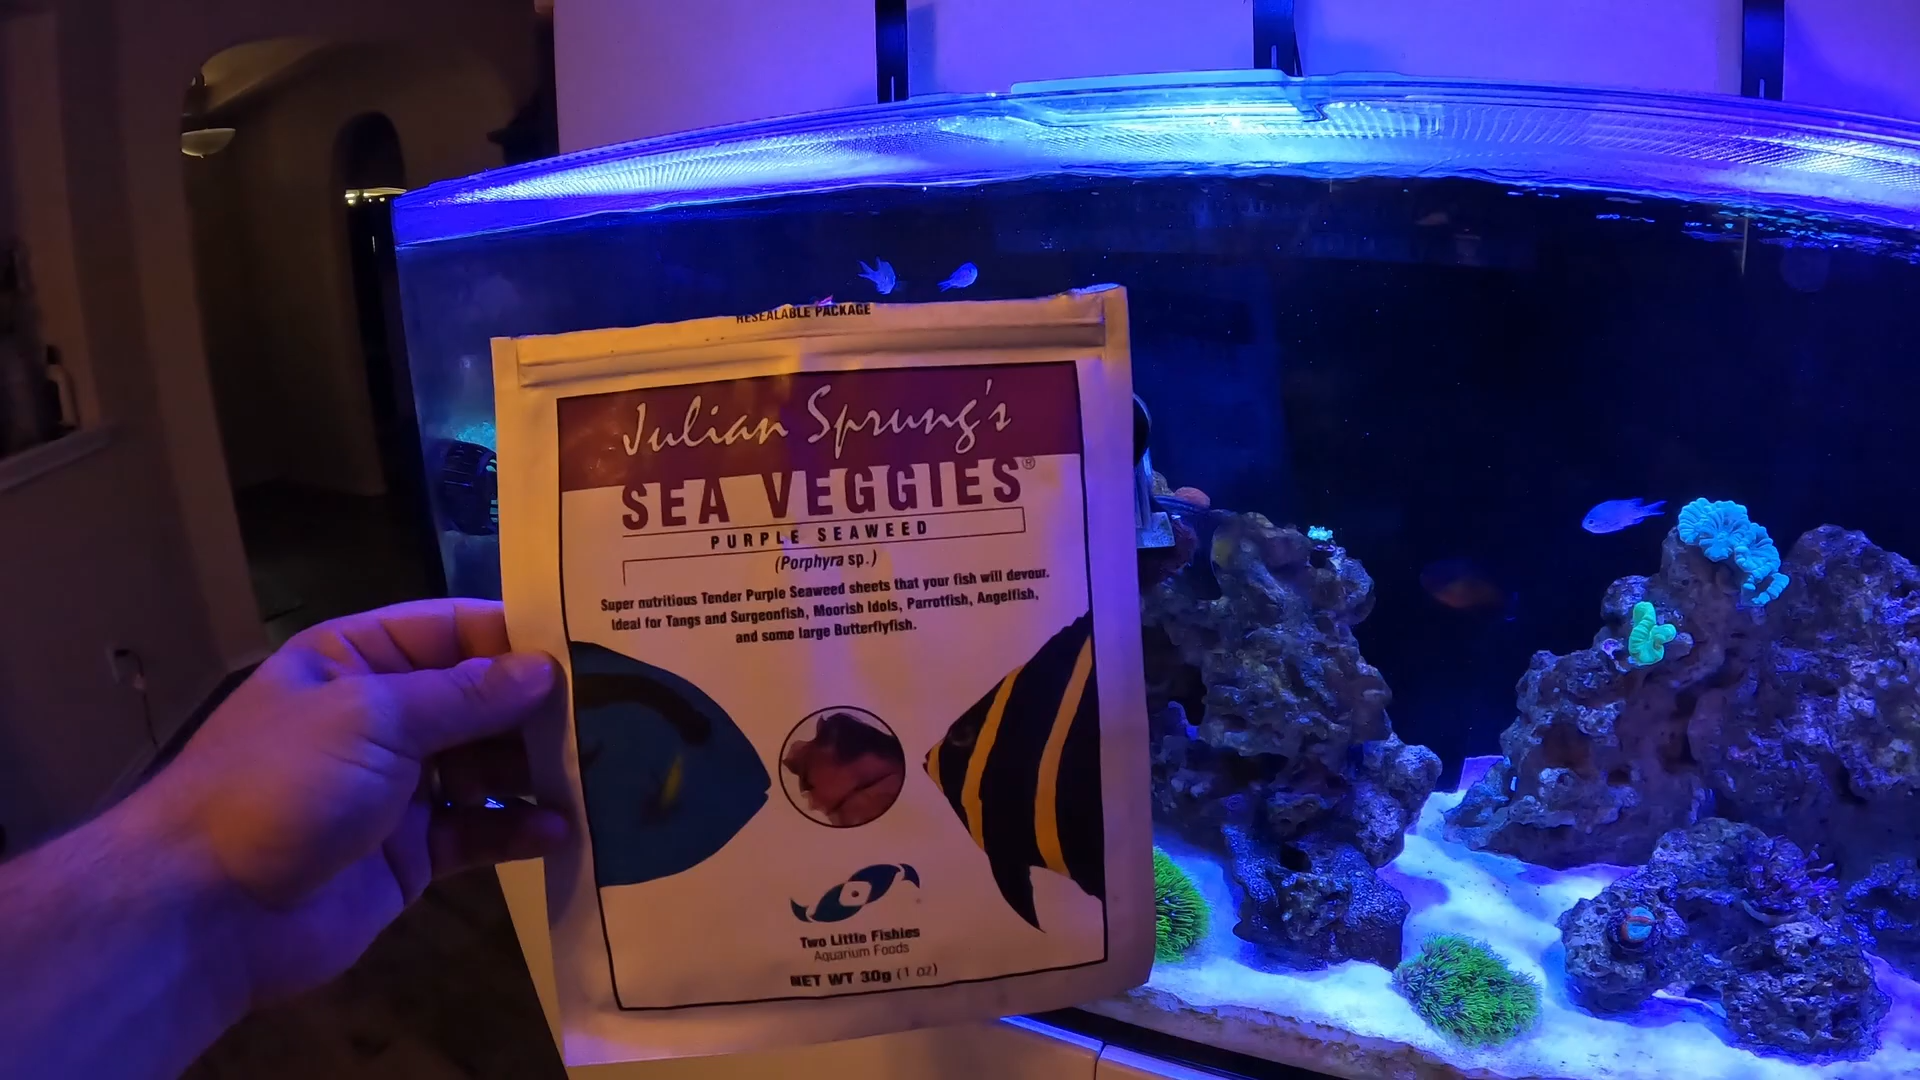 RESEALABLE PACKAGE
Julian Sprung's
SEA VEGGIES®
PURPLE SEAWEED
(Porphyra sp.)
Super nutritious Tender Purple Seaweed sheets that your fish will devour.
Ideal for Tangs and Surgeonfish, Moorish Idols, Parrotfish, Angelfish,
and some large Butterflyfish.
Two Little Fishies
Aquarium Foods
NET WT 30g (1 oz)